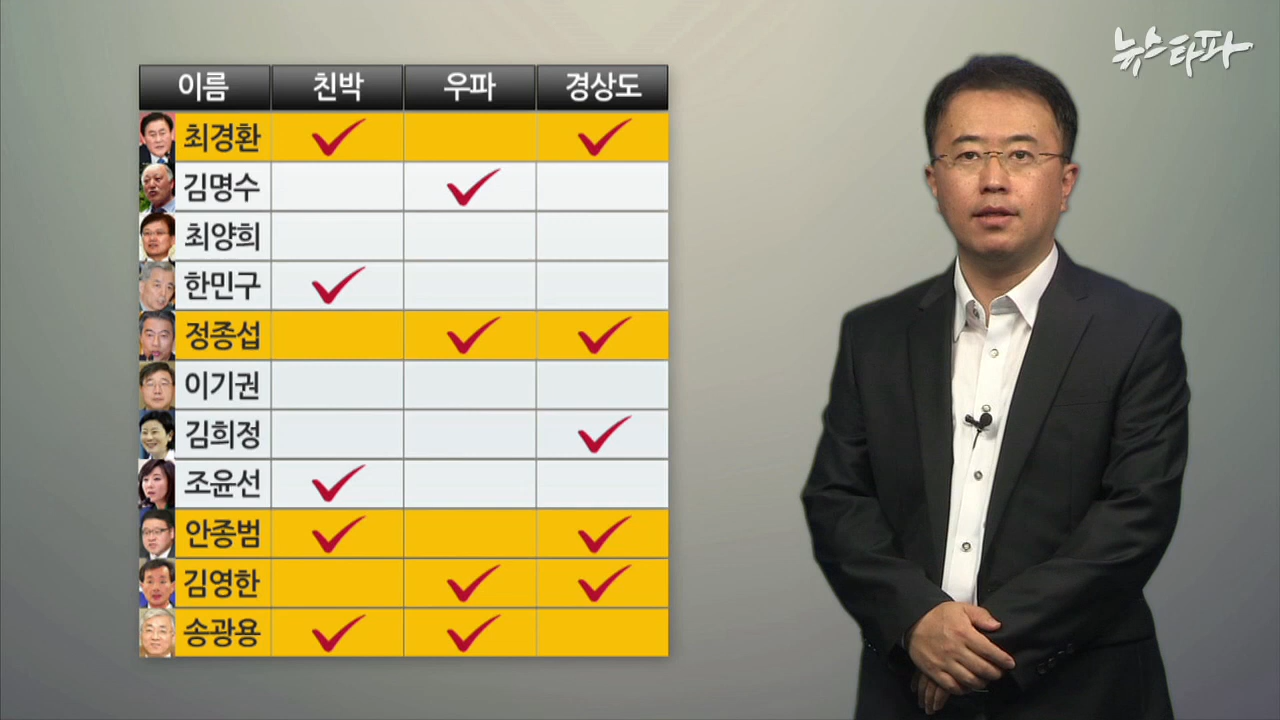 뉴스타파
이름 친박 우파 경상도
최경환 ✓ ✓
김명수 ✓
최양희
한민구 ✓
정종섭 ✓ ✓
이기권
김희정 ✓
조윤선 ✓
안종범 ✓ ✓
김영한 ✓ ✓
송광용 ✓ ✓